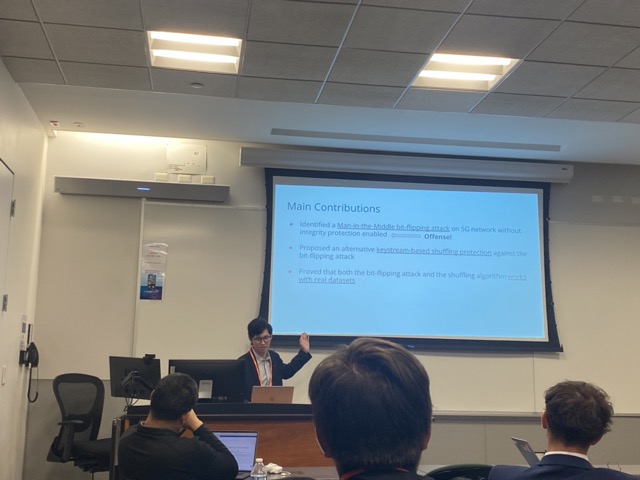 Main Contributions
● Identified a Man-in-the-Middle bit-flipping attack on 5G network without
integrity protection enabled Offense!
● Proposed an alternative keystream-based shuffling protection against the
bit-flipping attack
● Proved that both the bit-flipping attack and the shuffling algorithm works
with real datasets